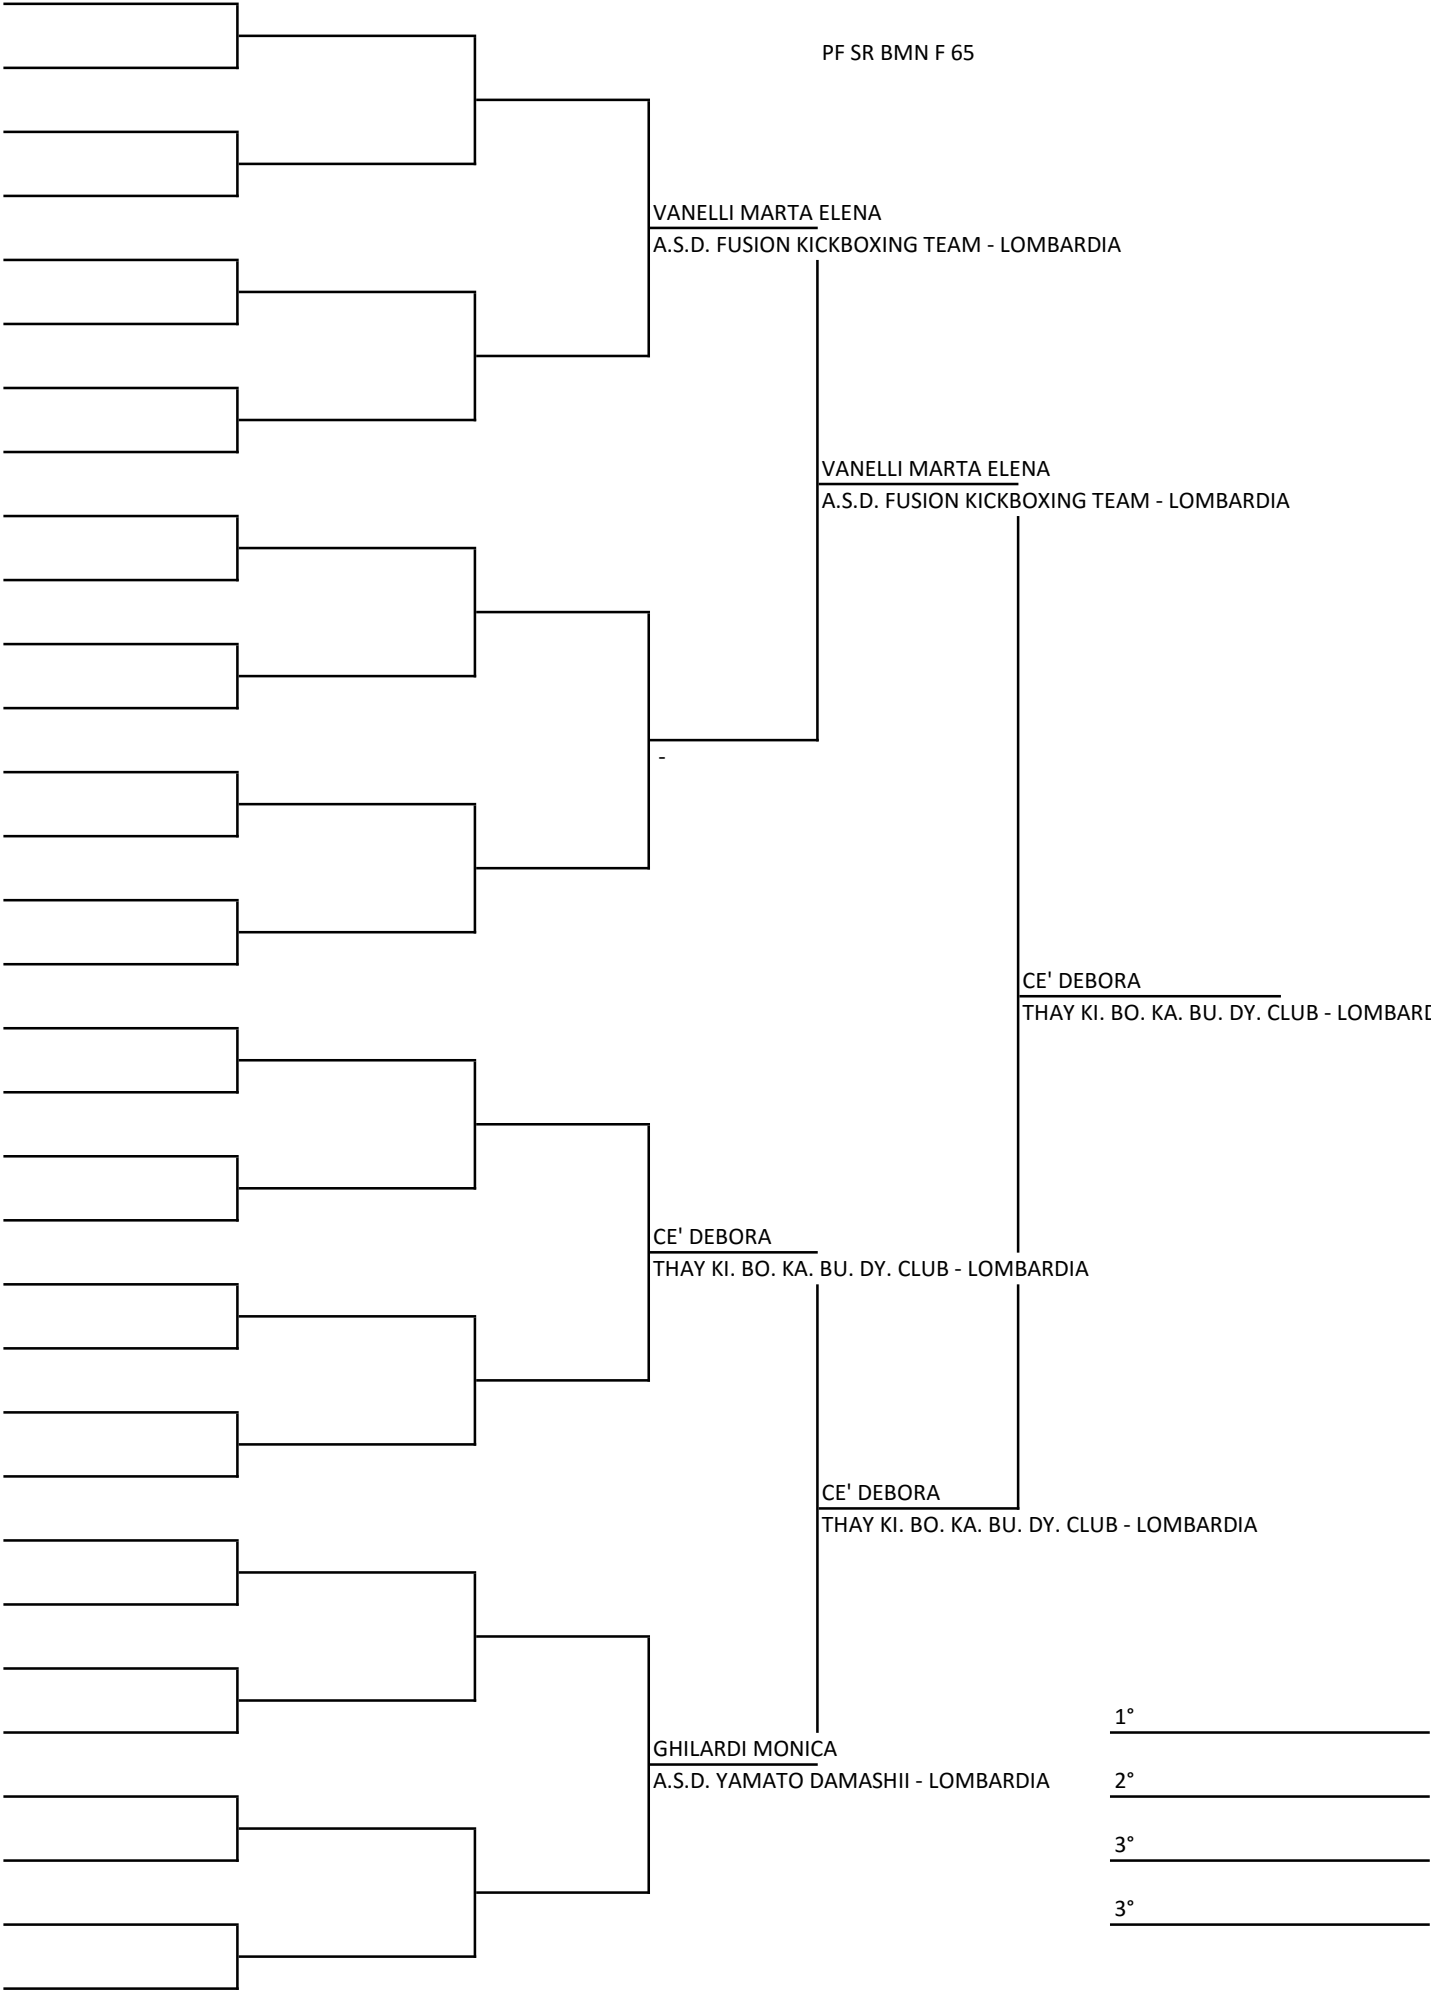 PF SR BMN F 65
VANELLI MARTA ELENA
A.S.D. FUSION KICKBOXING TEAM - LOMBARDIA
VANELLI MARTA ELENA
A.S.D. FUSION KICKBOXING TEAM - LOMBARDIA
-
CE' DEBORA
THAY KI. BO. KA. BU. DY. CLUB - LOMBARD
CE' DEBORA
THAY KI. BO. KA. BU. DY. CLUB - LOMBARDIA
CE' DEBORA
THAY KI. BO. KA. BU. DY. CLUB - LOMBARDIA
GHILARDI MONICA
A.S.D. YAMATO DAMASHII - LOMBARDIA
1°
2°
3°
3°